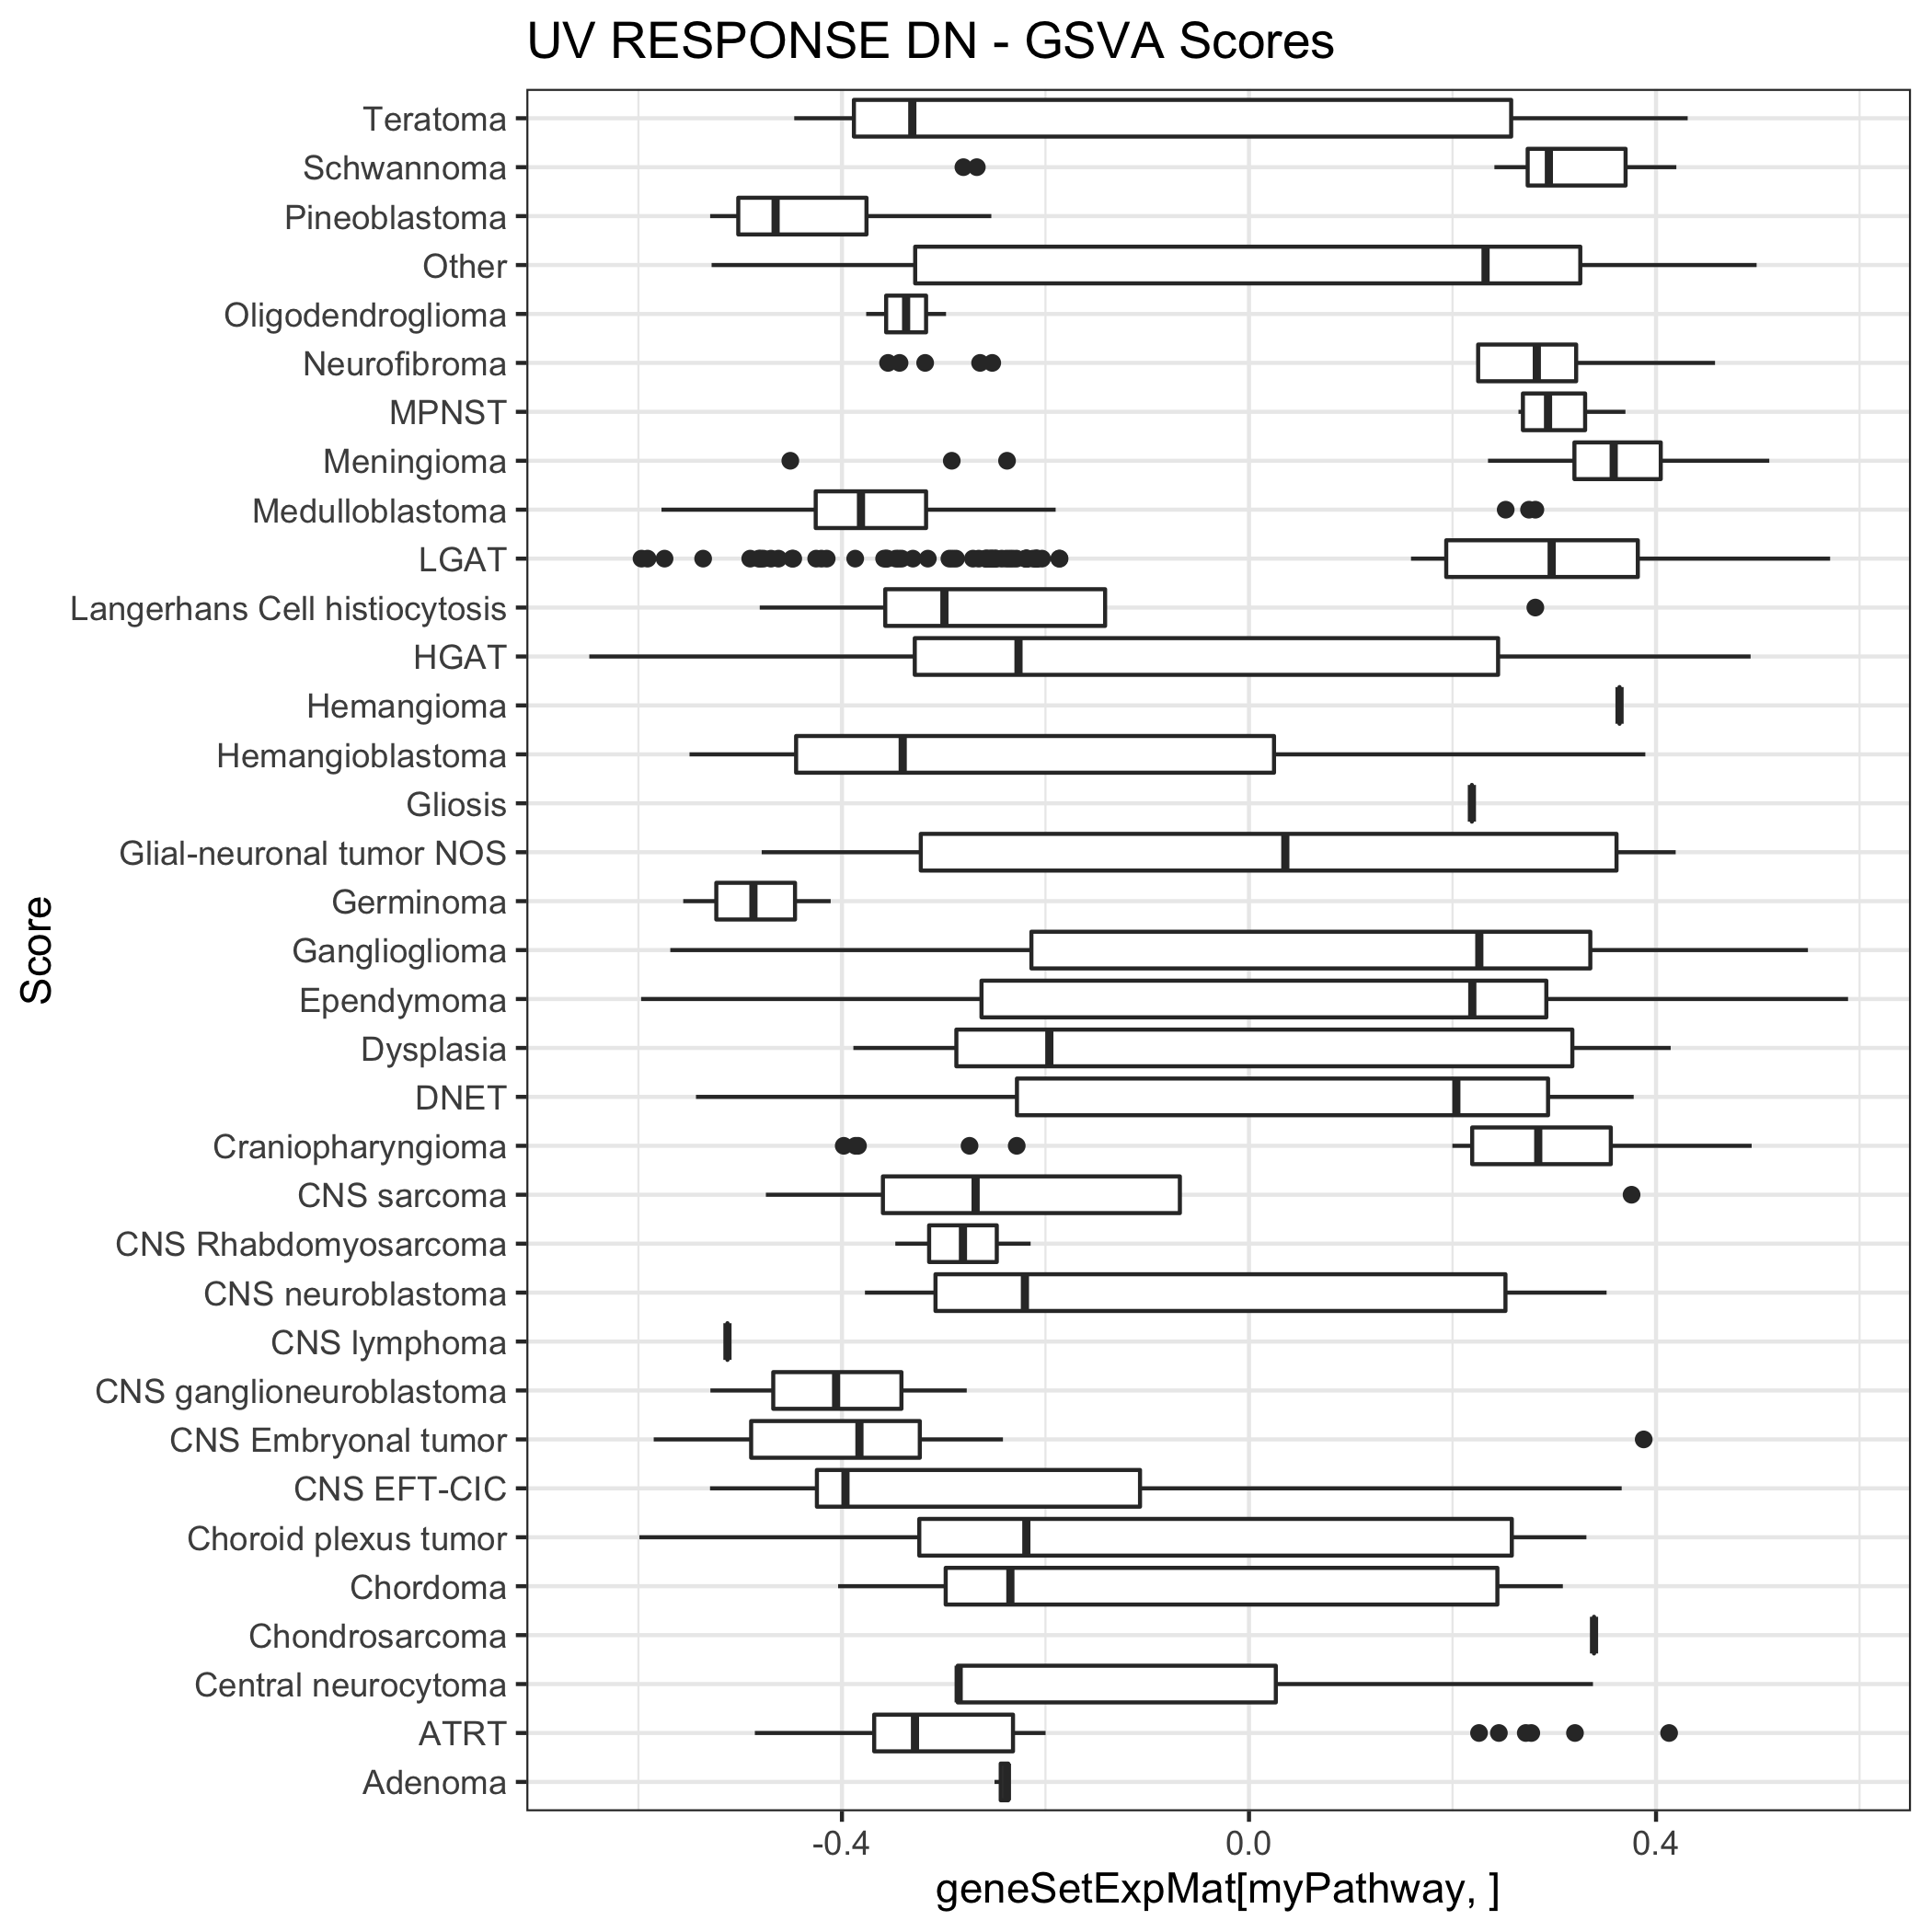 UV RESPONSE DN - GSVA Scores
Teratoma
Schwannoma
Pineoblastoma
Other
Oligodendroglioma
Neurofibroma
MPNST
Meningioma
Medulloblastoma
LGAT
Langerhans Cell histiocytosis
HGAT
Hemangioma
Hemangioblastoma
Gliosis
Glial-neuronal tumor NOS
Germinoma
Ganglioglioma
Ependymoma
Dysplasia
DNET
Craniopharyngioma
CNS sarcoma
CNS Rhabdomyosarcoma
CNS neuroblastoma
CNS lymphoma
CNS ganglioneuroblastoma
CNS Embryonal tumor
CNS EFT-CIC
Choroid plexus tumor
Chordoma
Chondrosarcoma
Central neurocytoma
ATRT
Adenoma
Score
-0.4 0.0 0.4
geneSetExpMat[myPathway, ]